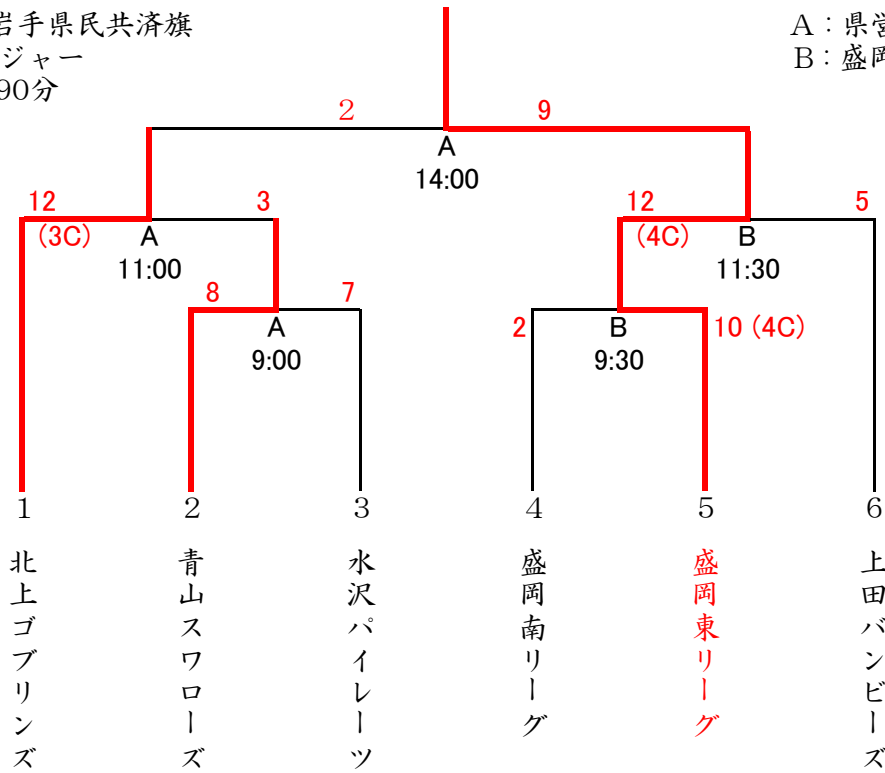 岩手県民共済旗
ジャー
90分
A：県営
B：盛岡
2
9
A
14:00
12
(3C)
3
A
11:00
12
(4C)
5
B
11:30
8
7
A
9:00
2
10 (4C)
B
9:30
1
2
3
4
5
6
北上ゴブリンズ
青山スワローズ
水沢パイレーツ
盛岡南リーグ
盛岡東リーグ
上田バンビーズ